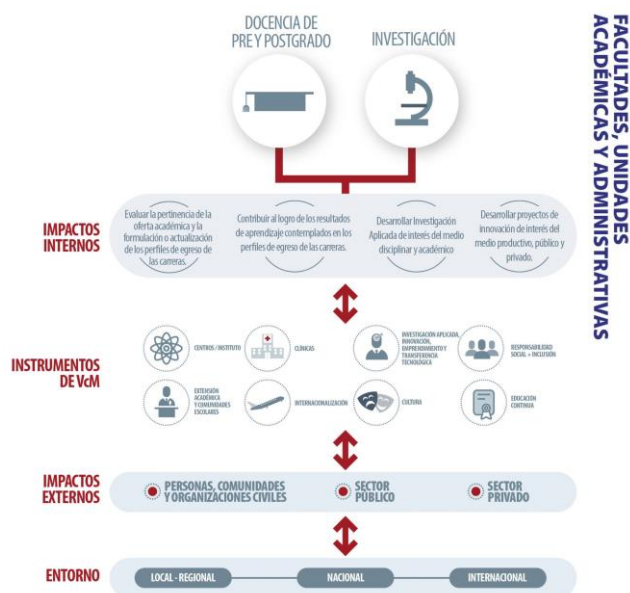 DOCENCIA DE
PRE Y POSTGRADO
INVESTIGACIÓN
FACULTADES, UNIDADES
ACADÉMICAS Y ADMINISTRATIVAS
IMPACTOS
INTERNOS
Evaluar la pertinencia de la
oferta académica y la
formulación o actualización
de los perfiles de egreso de
las carreras.
Contribuir al logro de los resultados
de aprendizaje contemplados en los
perfiles de egreso de las carreras.
Desarrollar Investigación
Aplicada de interés del medio
disciplinar y académico
Desarrollar proyectos de
innovación de interés del
medio productivo, público y
privado.
INSTRUMENTOS
DE VcM
CENTROS / INSTITUTO
CLÍNICAS
INVESTIGACIÓN APLICADA,
INNOVACIÓN,
EMPRENDIMIENTO Y
TRANSFERENCIA
TECNOLÓGICA
RESPONSABILIDAD
SOCIAL + INCLUSIÓN
EXTENSIÓN
ACADÉMICA
Y COMUNIDADES
ESCOLARES
INTERNACIONALIZACIÓN
CULTURA
EDUCACIÓN
CONTINUA
IMPACTOS
EXTERNOS
PERSONAS, COMUNIDADES
Y ORGANIZACIONES CIVILES
SECTOR
PÚBLICO
SECTOR
PRIVADO
ENTORNO
LOCAL - REGIONAL
NACIONAL
INTERNACIONAL